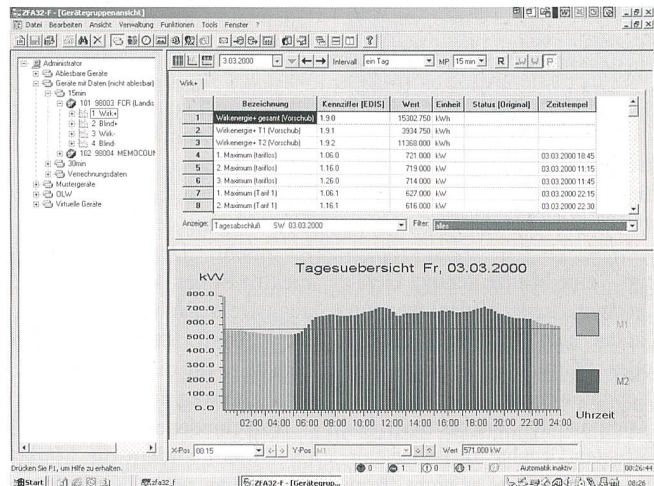 ZFA32-F - [Gerätegruppenansicht]
Datei Bearbeiten Ansicht Verwaltung Funktionen Tools Fenster ?
3.03.2000 Intervall ein Tag MP 15 min R
Administrator
Ablesbare Geräte
Geräte mit Daten (nicht ablesbar)
15min
101 98003 FCR (Landis
1 Wirk+
2 Blind+
3 Wirk-
4 Blind-
102 98004 MEMOCOUN
30min
Verrechnungsdaten
Mustergeräte
OLW
Virtuelle Geräte
Wirk+
Bezeichnung Kennziffer [EDIS] Wert Einheit Status [Original] Zeitstempel
1 Wirkenergie+ gesamt (Vorschub) 1.9.0 15302.750 kWh
2 Wirkenergie+ T1 (Vorschub) 1.9.1 3934.750 kWh
3 Wirkenergie+ T2 (Vorschub) 1.9.2 11368.000 kWh
4 1. Maximum (tariflos) 1.06.0 721.000 kW 03.03.2000 18:45
5 2. Maximum (tariflos) 1.16.0 719.000 kW 03.03.2000 11:15
6 3. Maximum (tariflos) 1.26.0 714.000 kW 03.03.2000 11:45
7 1. Maximum (Tarif 1) 1.06.1 627.000 kW 03.03.2000 22:15
8 2. Maximum (Tarif 1) 1.16.1 616.000 kW 03.03.2000 22:30
Anzeige: Tagesabschluß SW 03.03.2000 Filter: alles
Tagesuebersicht Fr, 03.03.2000
kW
800.0
700.0
600.0
500.0
400.0
300.0
200.0
100.0
0.0
02:00 04:00 06:00 08:00 10:00 12:00 14:00 16:00 18:00 20:00 22:00 24:00
Uhrzeit
M1
M2
X-Pos 00:15 Y-Pos M1 Wert 571.000 kW
Drücken Sie F1, um Hilfe zu erhalten. 0 1 0 1 Automatik inaktiv 00:26:44
Start zfa32_f ZFA32-F - [Gerätegrup... 08:26